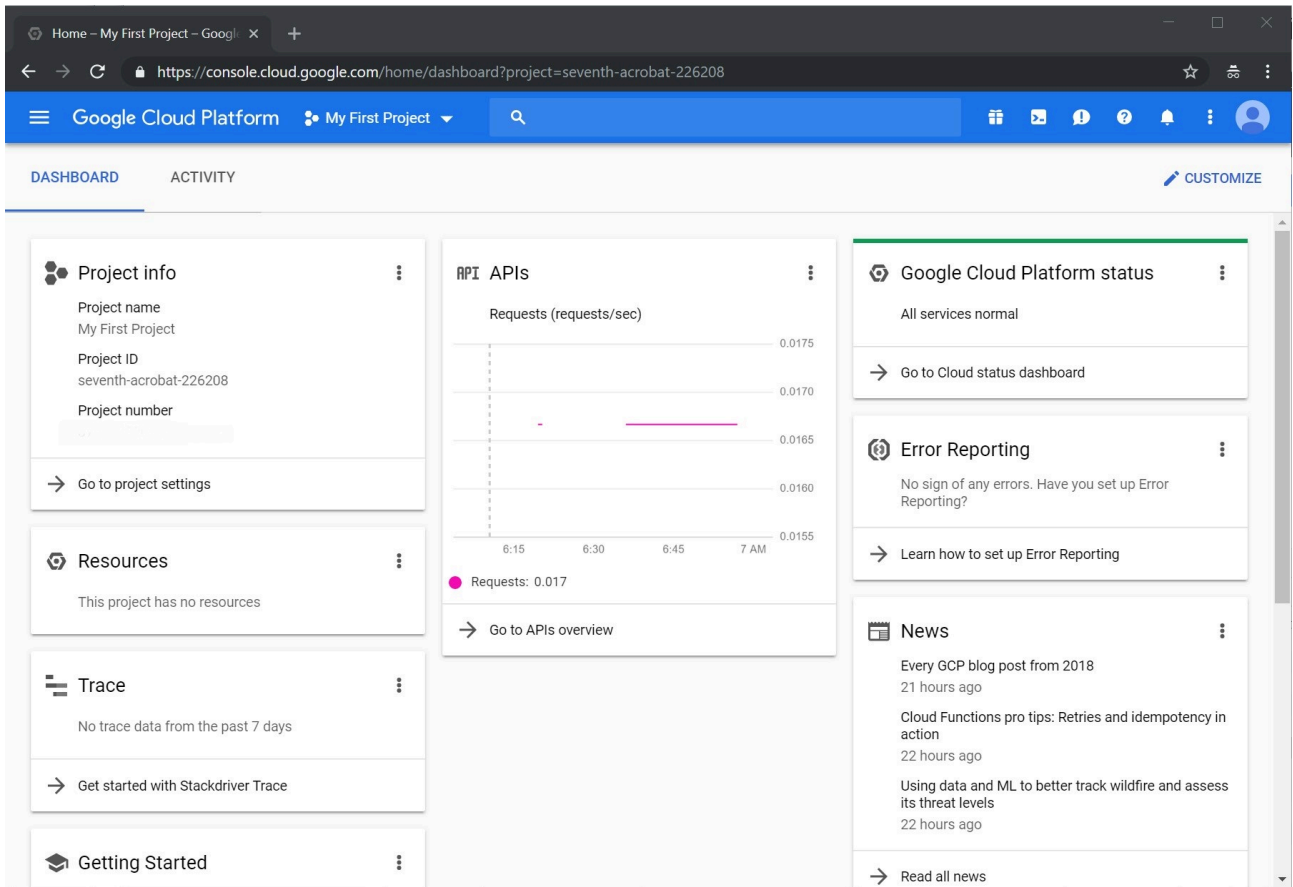 Home – My First Project – Googl
https://console.cloud.google.com/home/dashboard?project=seventh-acrobat-226208
Google Cloud Platform
My First Project
DASHBOARD
ACTIVITY
CUSTOMIZE
Project info
Project name
My First Project
Project ID
seventh-acrobat-226208
Project number
Go to project settings
Resources
This project has no resources
Trace
No trace data from the past 7 days
Get started with Stackdriver Trace
Getting Started
API APIs
Requests (requests/sec)
0.0175
0.0170
0.0165
0.0160
0.0155
6:15 6:30 6:45 7 AM
Requests: 0.017
Go to APIs overview
Google Cloud Platform status
All services normal
Go to Cloud status dashboard
Error Reporting
No sign of any errors. Have you set up Error
Reporting?
Learn how to set up Error Reporting
News
Every GCP blog post from 2018
21 hours ago
Cloud Functions pro tips: Retries and idempotency in
action
22 hours ago
Using data and ML to better track wildfire and assess
its threat levels
22 hours ago
Read all news